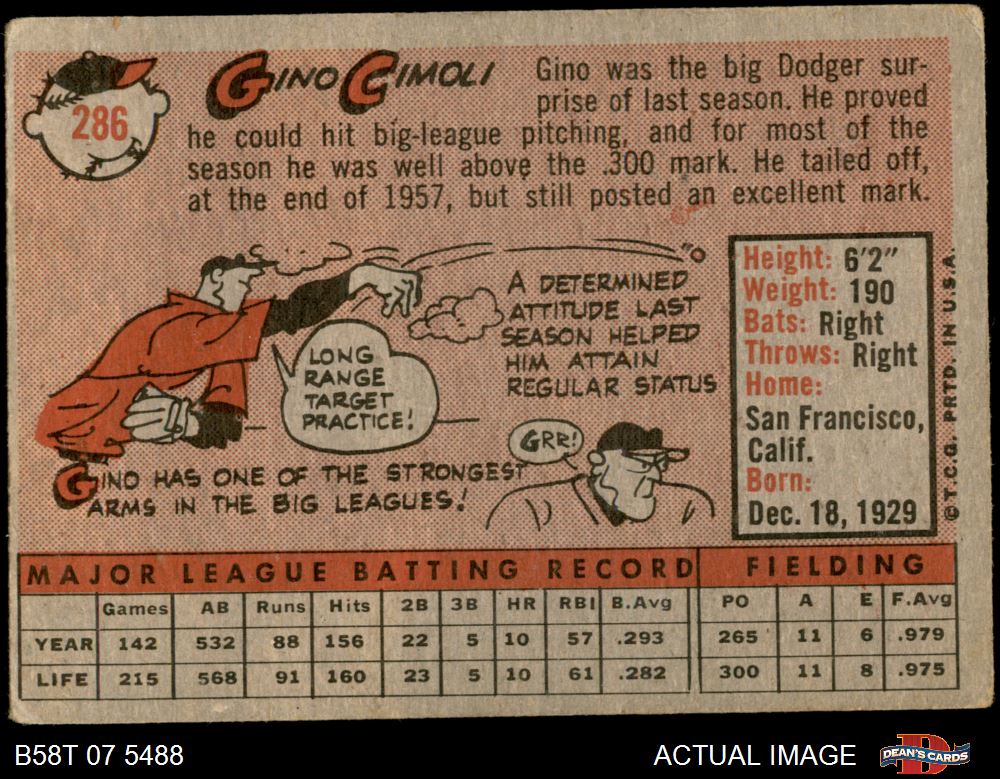 286
GINO CIMOLI
Gino was the big Dodger sur-
prise of last season. He proved
he could hit big-league pitching, and for most of the
season he was well above the .300 mark. He tailed off,
at the end of 1957, but still posted an excellent mark.
A DETERMINED
ATTITUDE LAST
SEASON HELPED
HIM ATTAIN
REGULAR STATUS
LONG
RANGE
TARGET
PRACTICE!
GRR!
GINO HAS ONE OF THE STRONGEST
ARMS IN THE BIG LEAGUES!
Height: 6'2"
Weight: 190
Bats: Right
Throws: Right
Home:
San Francisco,
Calif.
Born:
Dec. 18, 1929
©T.C.G. PRTD. IN U.S.A.
MAJOR LEAGUE BATTING RECORD FIELDING
Games AB Runs Hits 2B 3B HR RBI B.Avg PO A E F.Avg
YEAR 142 532 88 156 22 5 10 57 .293 265 11 6 .979
LIFE 215 568 91 160 23 5 10 61 .282 300 11 8 .975
B58T 07 5488 ACTUAL IMAGE DEAN'S CARDS